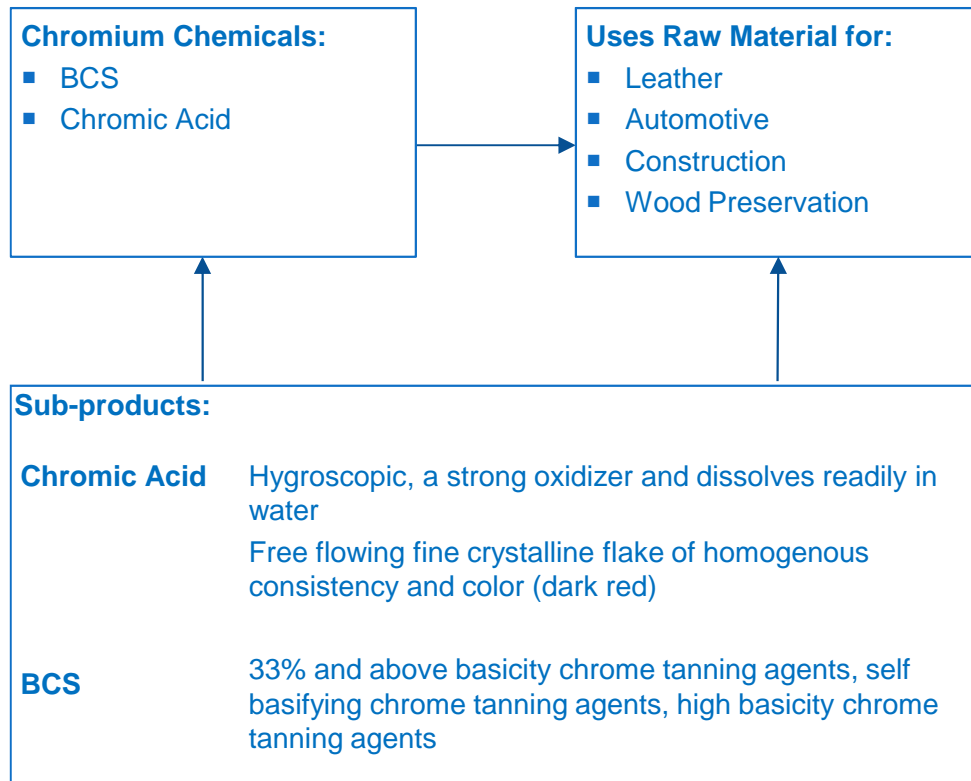 Chromium Chemicals:
▪ BCS
▪ Chromic Acid
Uses Raw Material for:
▪ Leather
▪ Automotive
▪ Construction
▪ Wood Preservation
Sub-products:
Chromic Acid
Hygroscopic, a strong oxidizer and dissolves readily in
water
Free flowing fine crystalline flake of homogenous
consistency and color (dark red)
BCS
33% and above basicity chrome tanning agents, self
basifying chrome tanning agents, high basicity chrome
tanning agents